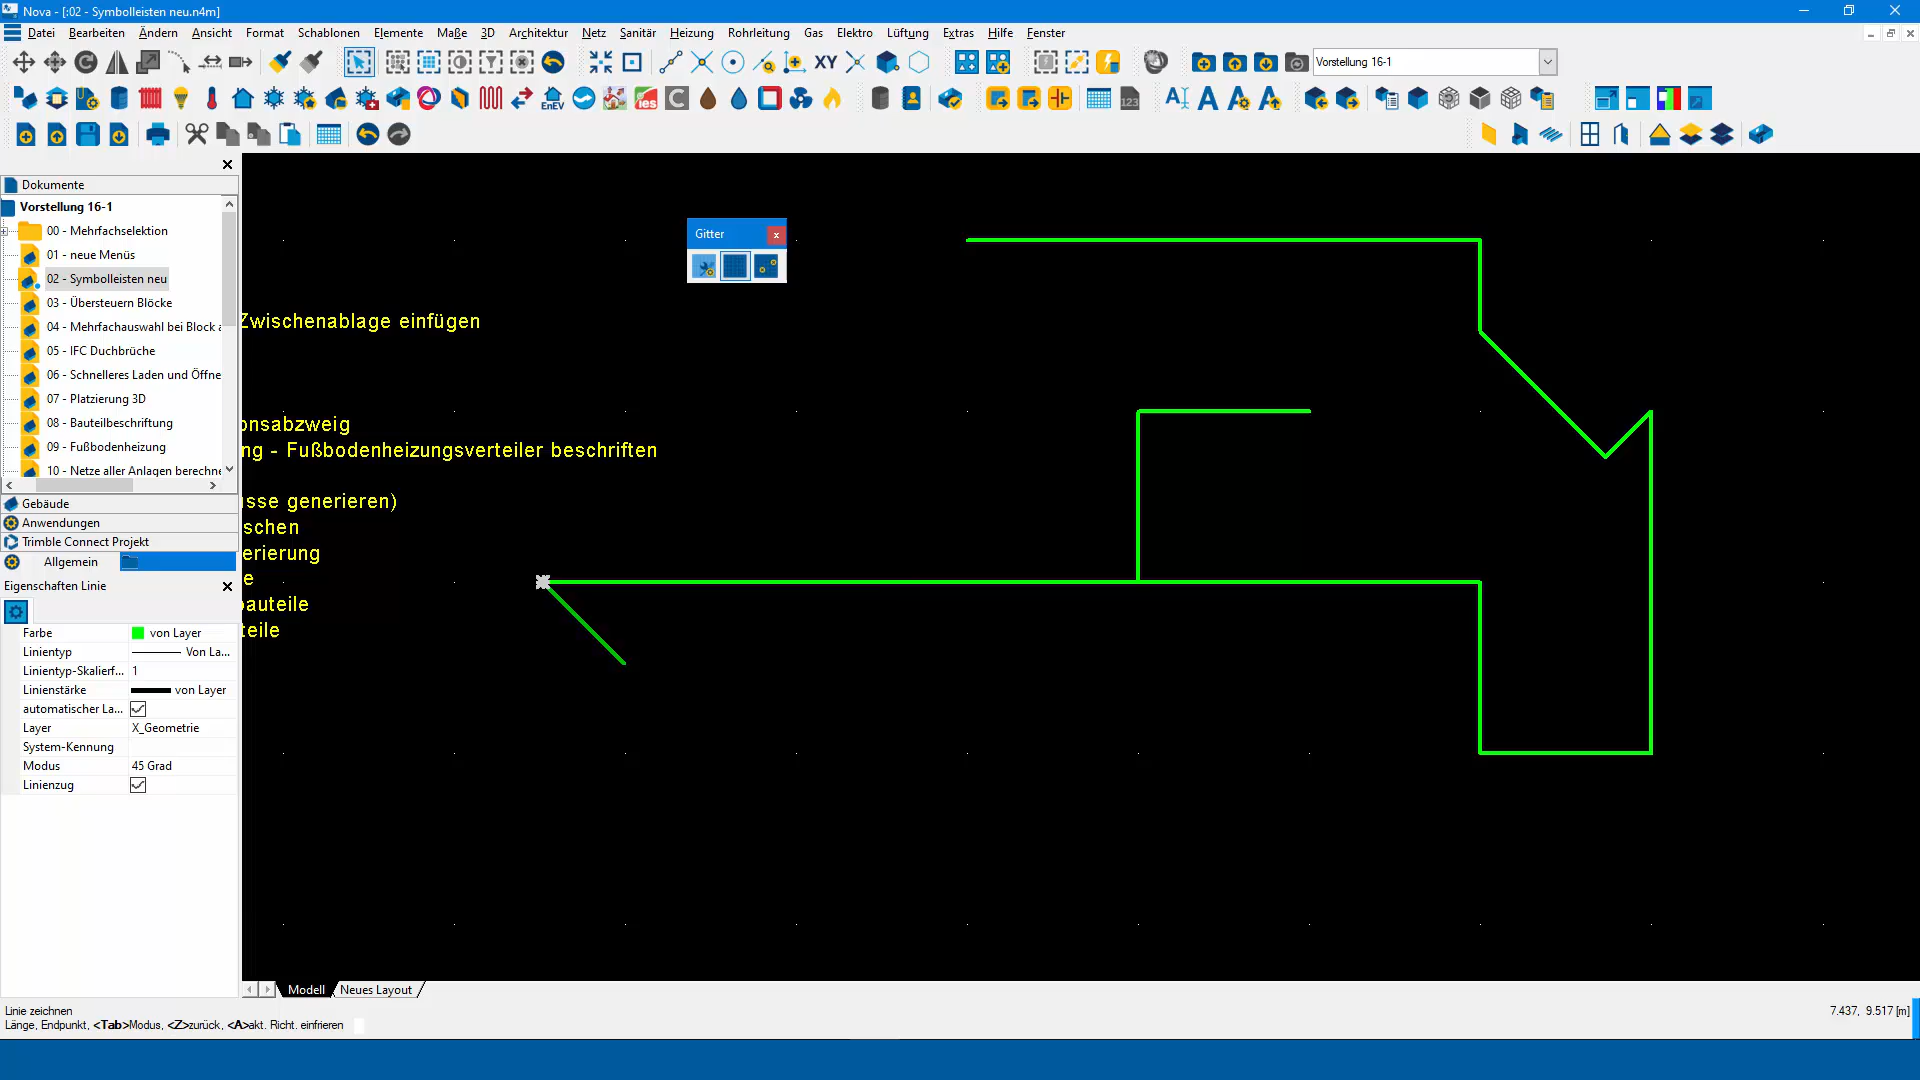 Nova - [:02 - Symbolleisten neu.n4m]
Datei Bearbeiten Ändern Ansicht Format Schablonen Elemente Maße 3D Architektur Netz Sanitär Heizung Rohrleitung Gas Elektro Lüftung Extras Hilfe Fenster
XY
Vorstellung 16-1
EnEV
ies
C
123
A A A A
Dokumente
Vorstellung 16-1
00 - Mehrfachselektion
01 - neue Menüs
02 - Symbolleisten neu
03 - Übersteuern Blöcke
04 - Mehrfachauswahl bei Block a
05 - IFC Duchbrüche
06 - Schnelleres Laden und Öffne
07 - Platzierung 3D
08 - Bauteilbeschriftung
09 - Fußbodenheizung
10 - Netze aller Anlagen berechne
Gebäude
Anwendungen
Trimble Connect Projekt
Allgemein
Eigenschaften Linie
Farbe von Layer
Linientyp Von La...
Linientyp-Skalierf... 1
Linienstärke von Layer
automatischer La...
Layer X_Geometrie
System-Kennung
Modus 45 Grad
Linienzug
Gitter
x
Zwischenablage einfügen
onsabzweig
ng - Fußbodenheizungsverteiler beschriften
sse generieren)
schen
erierung
e
bauteile
teile
Modell Neues Layout
Linie zeichnen
Länge, Endpunkt, <Tab>Modus, <Z>zurück, <A>akt. Richt. einfrieren
7.437, 9.517 [m]